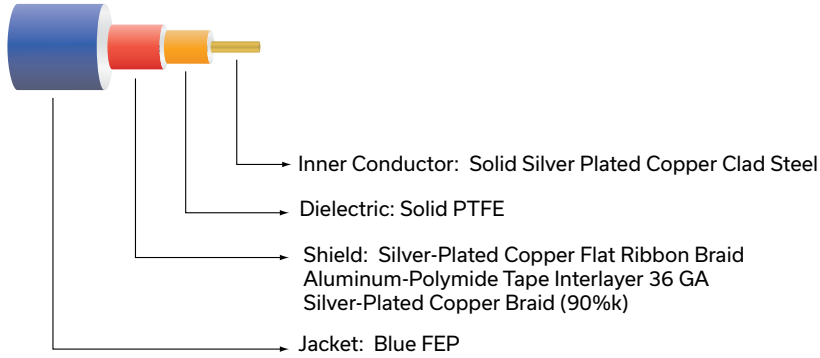 Inner Conductor: Solid Silver Plated Copper Clad Steel
Dielectric: Solid PTFE
Shield: Silver-Plated Copper Flat Ribbon Braid
Aluminum-Polymide Tape Interlayer 36 GA
Silver-Plated Copper Braid (90%k)
Jacket: Blue FEP